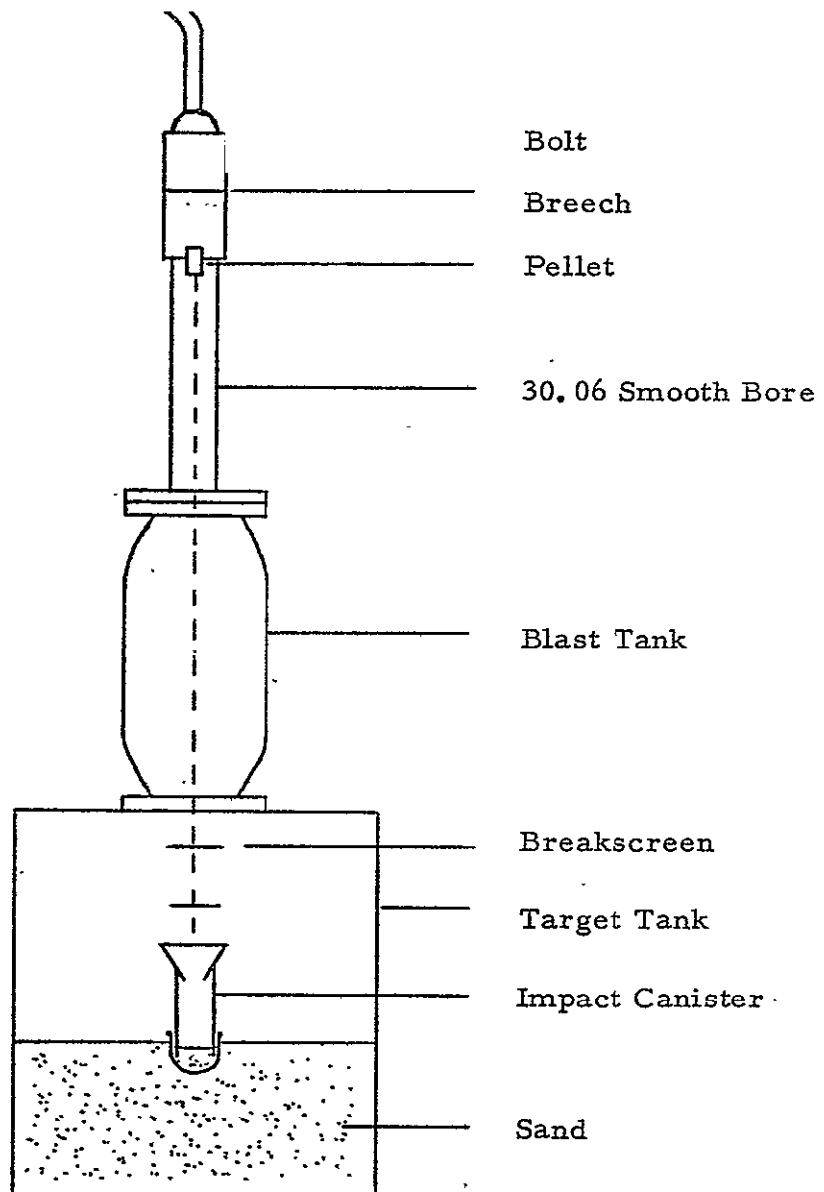 Bolt
Breech
Pellet
30.06 Smooth Bore
Blast Tank
Breakscreen
Target Tank
Impact Canister
Sand